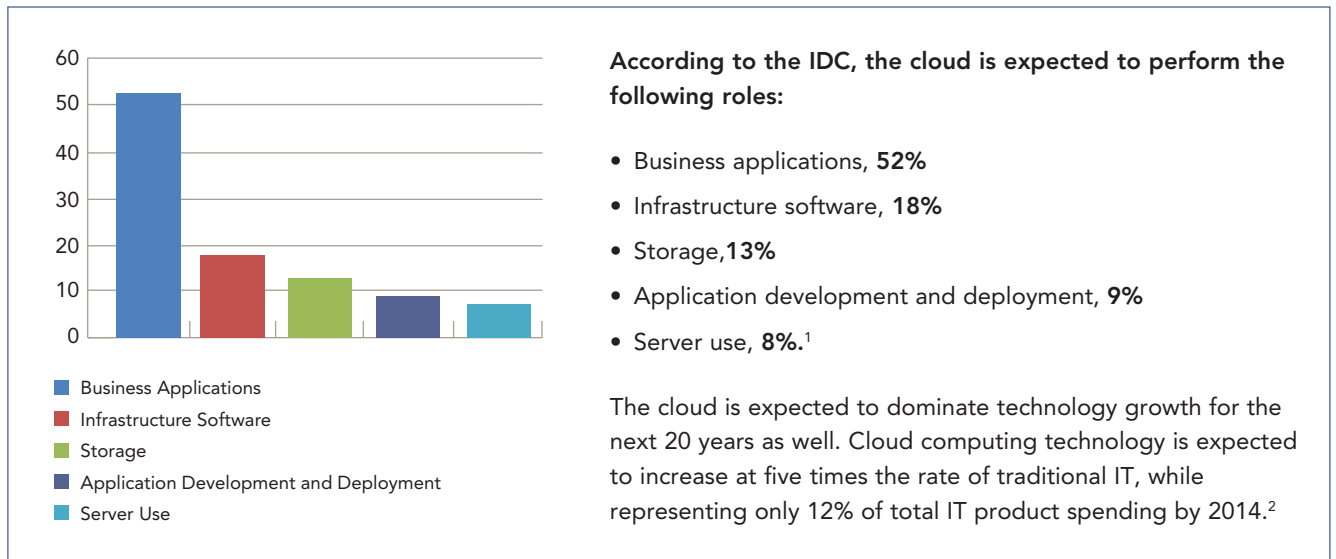 60
50
40
30
20
10
0
Business Applications
Infrastructure Software
Storage
Application Development and Deployment
Server Use
According to the IDC, the cloud is expected to perform the
following roles:
• Business applications, 52%
• Infrastructure software, 18%
• Storage,13%
• Application development and deployment, 9%
• Server use, 8%.1
The cloud is expected to dominate technology growth for the
next 20 years as well. Cloud computing technology is expected
to increase at five times the rate of traditional IT, while
representing only 12% of total IT product spending by 2014.2